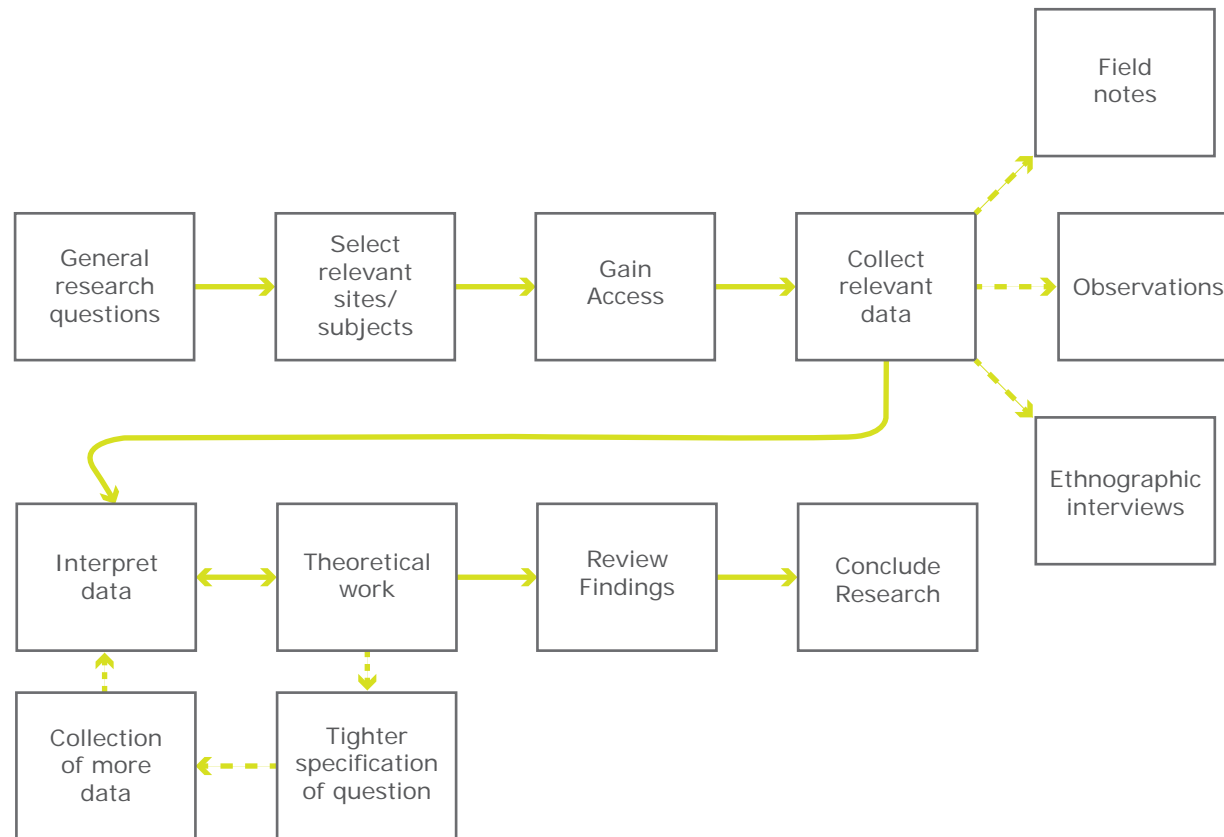 Field
notes
General
research
questions
Select
relevant
sites/
subjects
Gain
Access
Collect
relevant
data
Observations
Ethnographic
interviews
Interpret
data
Theoretical
work
Review
Findings
Conclude
Research
Collection
of more
data
Tighter
specification
of question